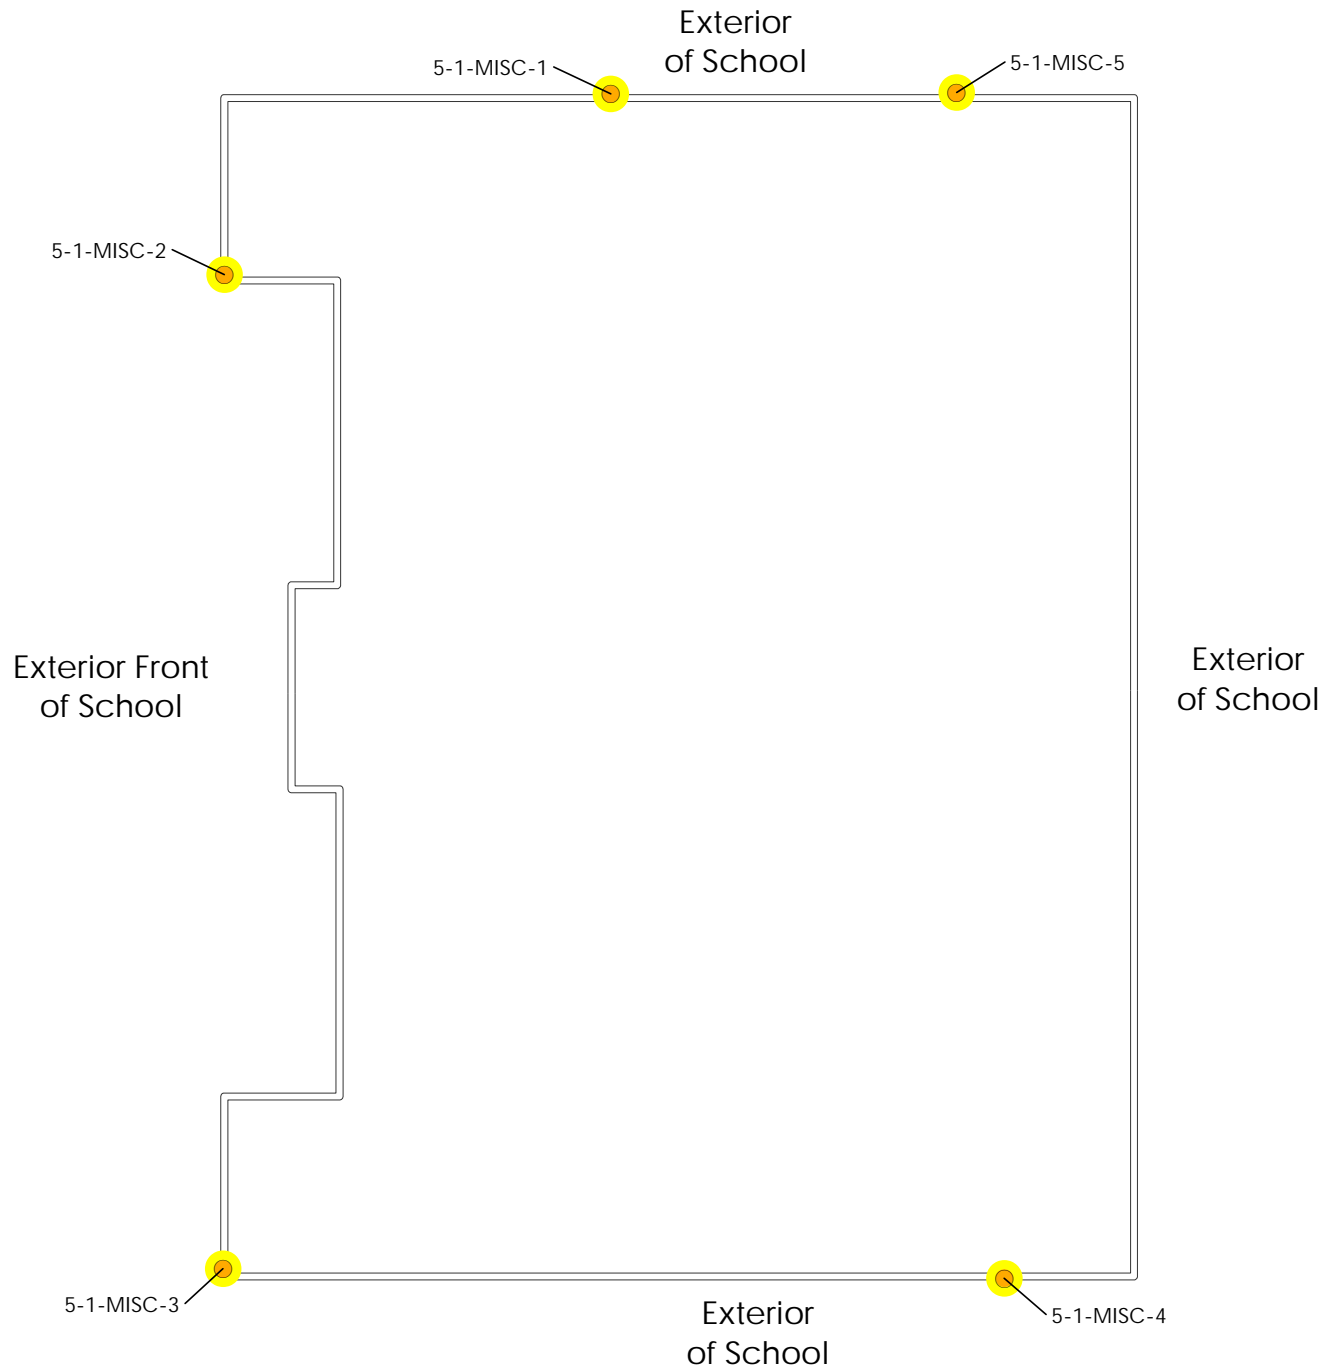 Exterior
of School
5-1-MISC-1
5-1-MISC-5
5-1-MISC-2
Exterior Front
of School
Exterior
of School
5-1-MISC-3
Exterior
of School
5-1-MISC-4